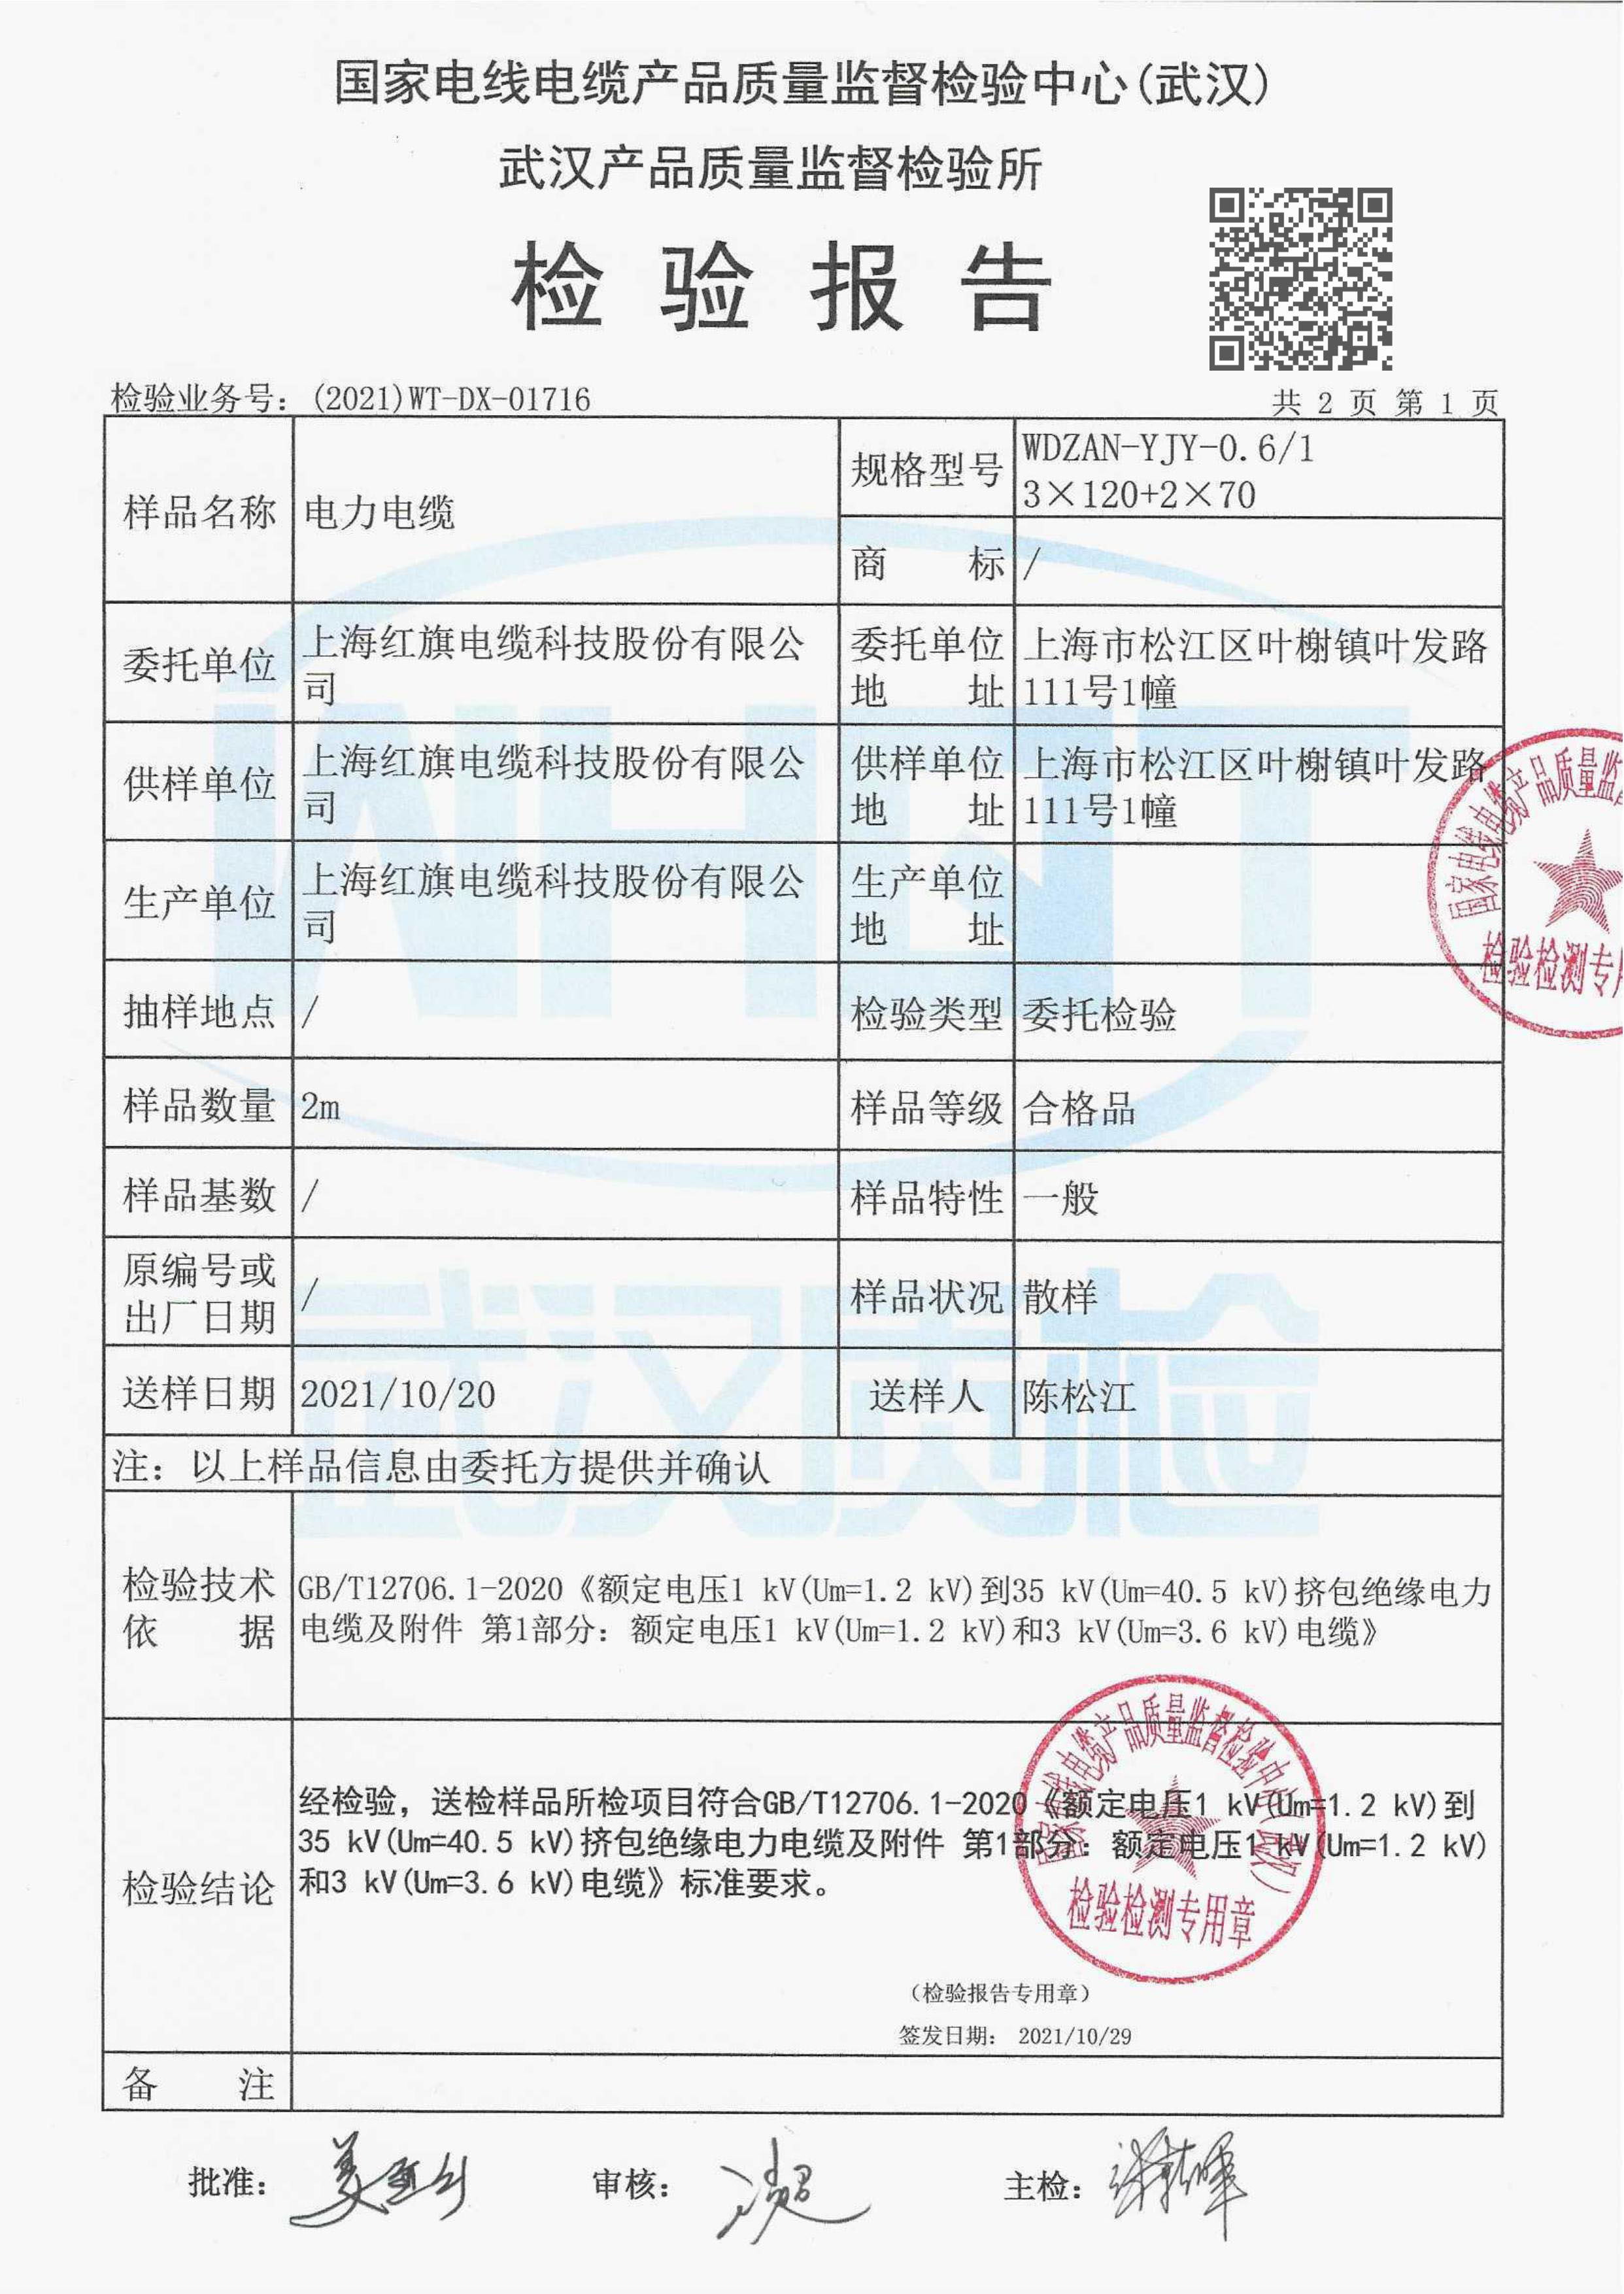 国家电线电缆产品质量监督检验中心(武汉)
武汉产品质量监督检验所
检验报告
检验业务号：(2021)WT-DX-01716
共 2 页 第 1 页
样品名称
电力电缆
规格型号
WDZAN-YJY-0.6/1
3×120+2×70
商 标
/
委托单位
上海红旗电缆科技股份有限公
司
委托单位
地 址
上海市松江区叶榭镇叶发路
111号1幢
供样单位
上海红旗电缆科技股份有限公
司
供样单位
地 址
上海市松江区叶榭镇叶发路
111号1幢
生产单位
上海红旗电缆科技股份有限公
司
生产单位
地 址
国家电线电缆产品质量监
检验检测专用
抽样地点
/
检验类型
委托检验
样品数量
2m
样品等级
合格品
样品基数
/
样品特性
一般
原编号或
出厂日期
/
样品状况
散样
送样日期
2021/10/20
送样人
陈松江
注：以上样品信息由委托方提供并确认
WHQT
武汉质检
检验技术
依 据
GB/T12706.1-2020《额定电压1 kV(Um=1.2 kV)到35 kV(Um=40.5 kV)挤包绝缘电力
电缆及附件 第1部分：额定电压1 kV(Um=1.2 kV)和3 kV(Um=3.6 kV)电缆》
检验结论
经检验，送检样品所检项目符合GB/T12706.1-2020《额定电压1 kV(Um=1.2 kV)到
35 kV(Um=40.5 kV)挤包绝缘电力电缆及附件 第1部分：额定电压1 kV(Um=1.2 kV)
和3 kV(Um=3.6 kV)电缆》标准要求。
国家电线电缆产品质量监督检验中心(武汉)
检验检测专用章
（检验报告专用章）
签发日期： 2021/10/29
备 注
批准：
审核：
主检：